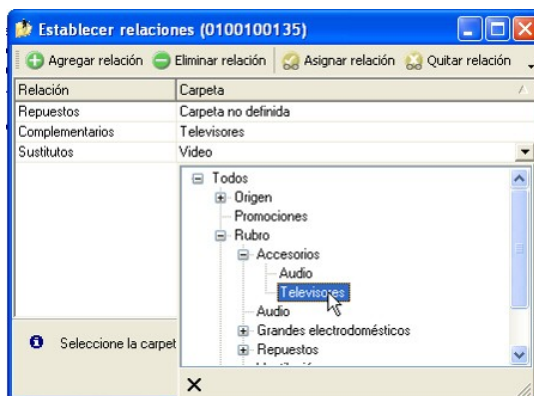 Establecer relaciones (0100100135)
Agregar relación Eliminar relación Asignar relación Quitar relación
Relación Carpeta
Repuestos Carpeta no definida
Complementarios Televisores
Sustitutos Video
Todos
Origen
Promociones
Rubro
Accesorios
Audio
Televisores
Audio
Grandes electrodomésticos
Seleccione la carpet
Repuestos